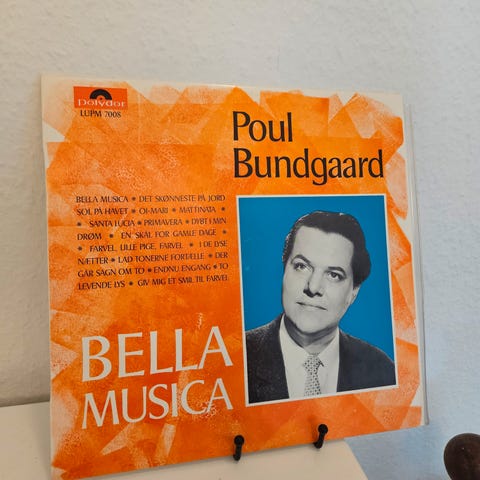 polydor
LUPM 7008
Poul
Bundgaard
BELLA MUSICA • DET SKØNNESTE PÅ JORD
SOL PÅ HAVET • OI-MARI • MATTINATA •
• SANTA LUCIA • PRIMAVERA • DYBT I MIN
DRØM • EN SKÅL FOR GAMLE DAGE •
• FARVEL, LILLE PIGE, FARVEL • I DE LYSE
NÆTTER • LAD TONERNE FORTÆLLE • DER
GÅR SAGN OM TO • ENDNU ENGANG • TO
LEVENDE LYS • GIV MIG ET SMIL TIL FARVEL
BELLA
MUSICA